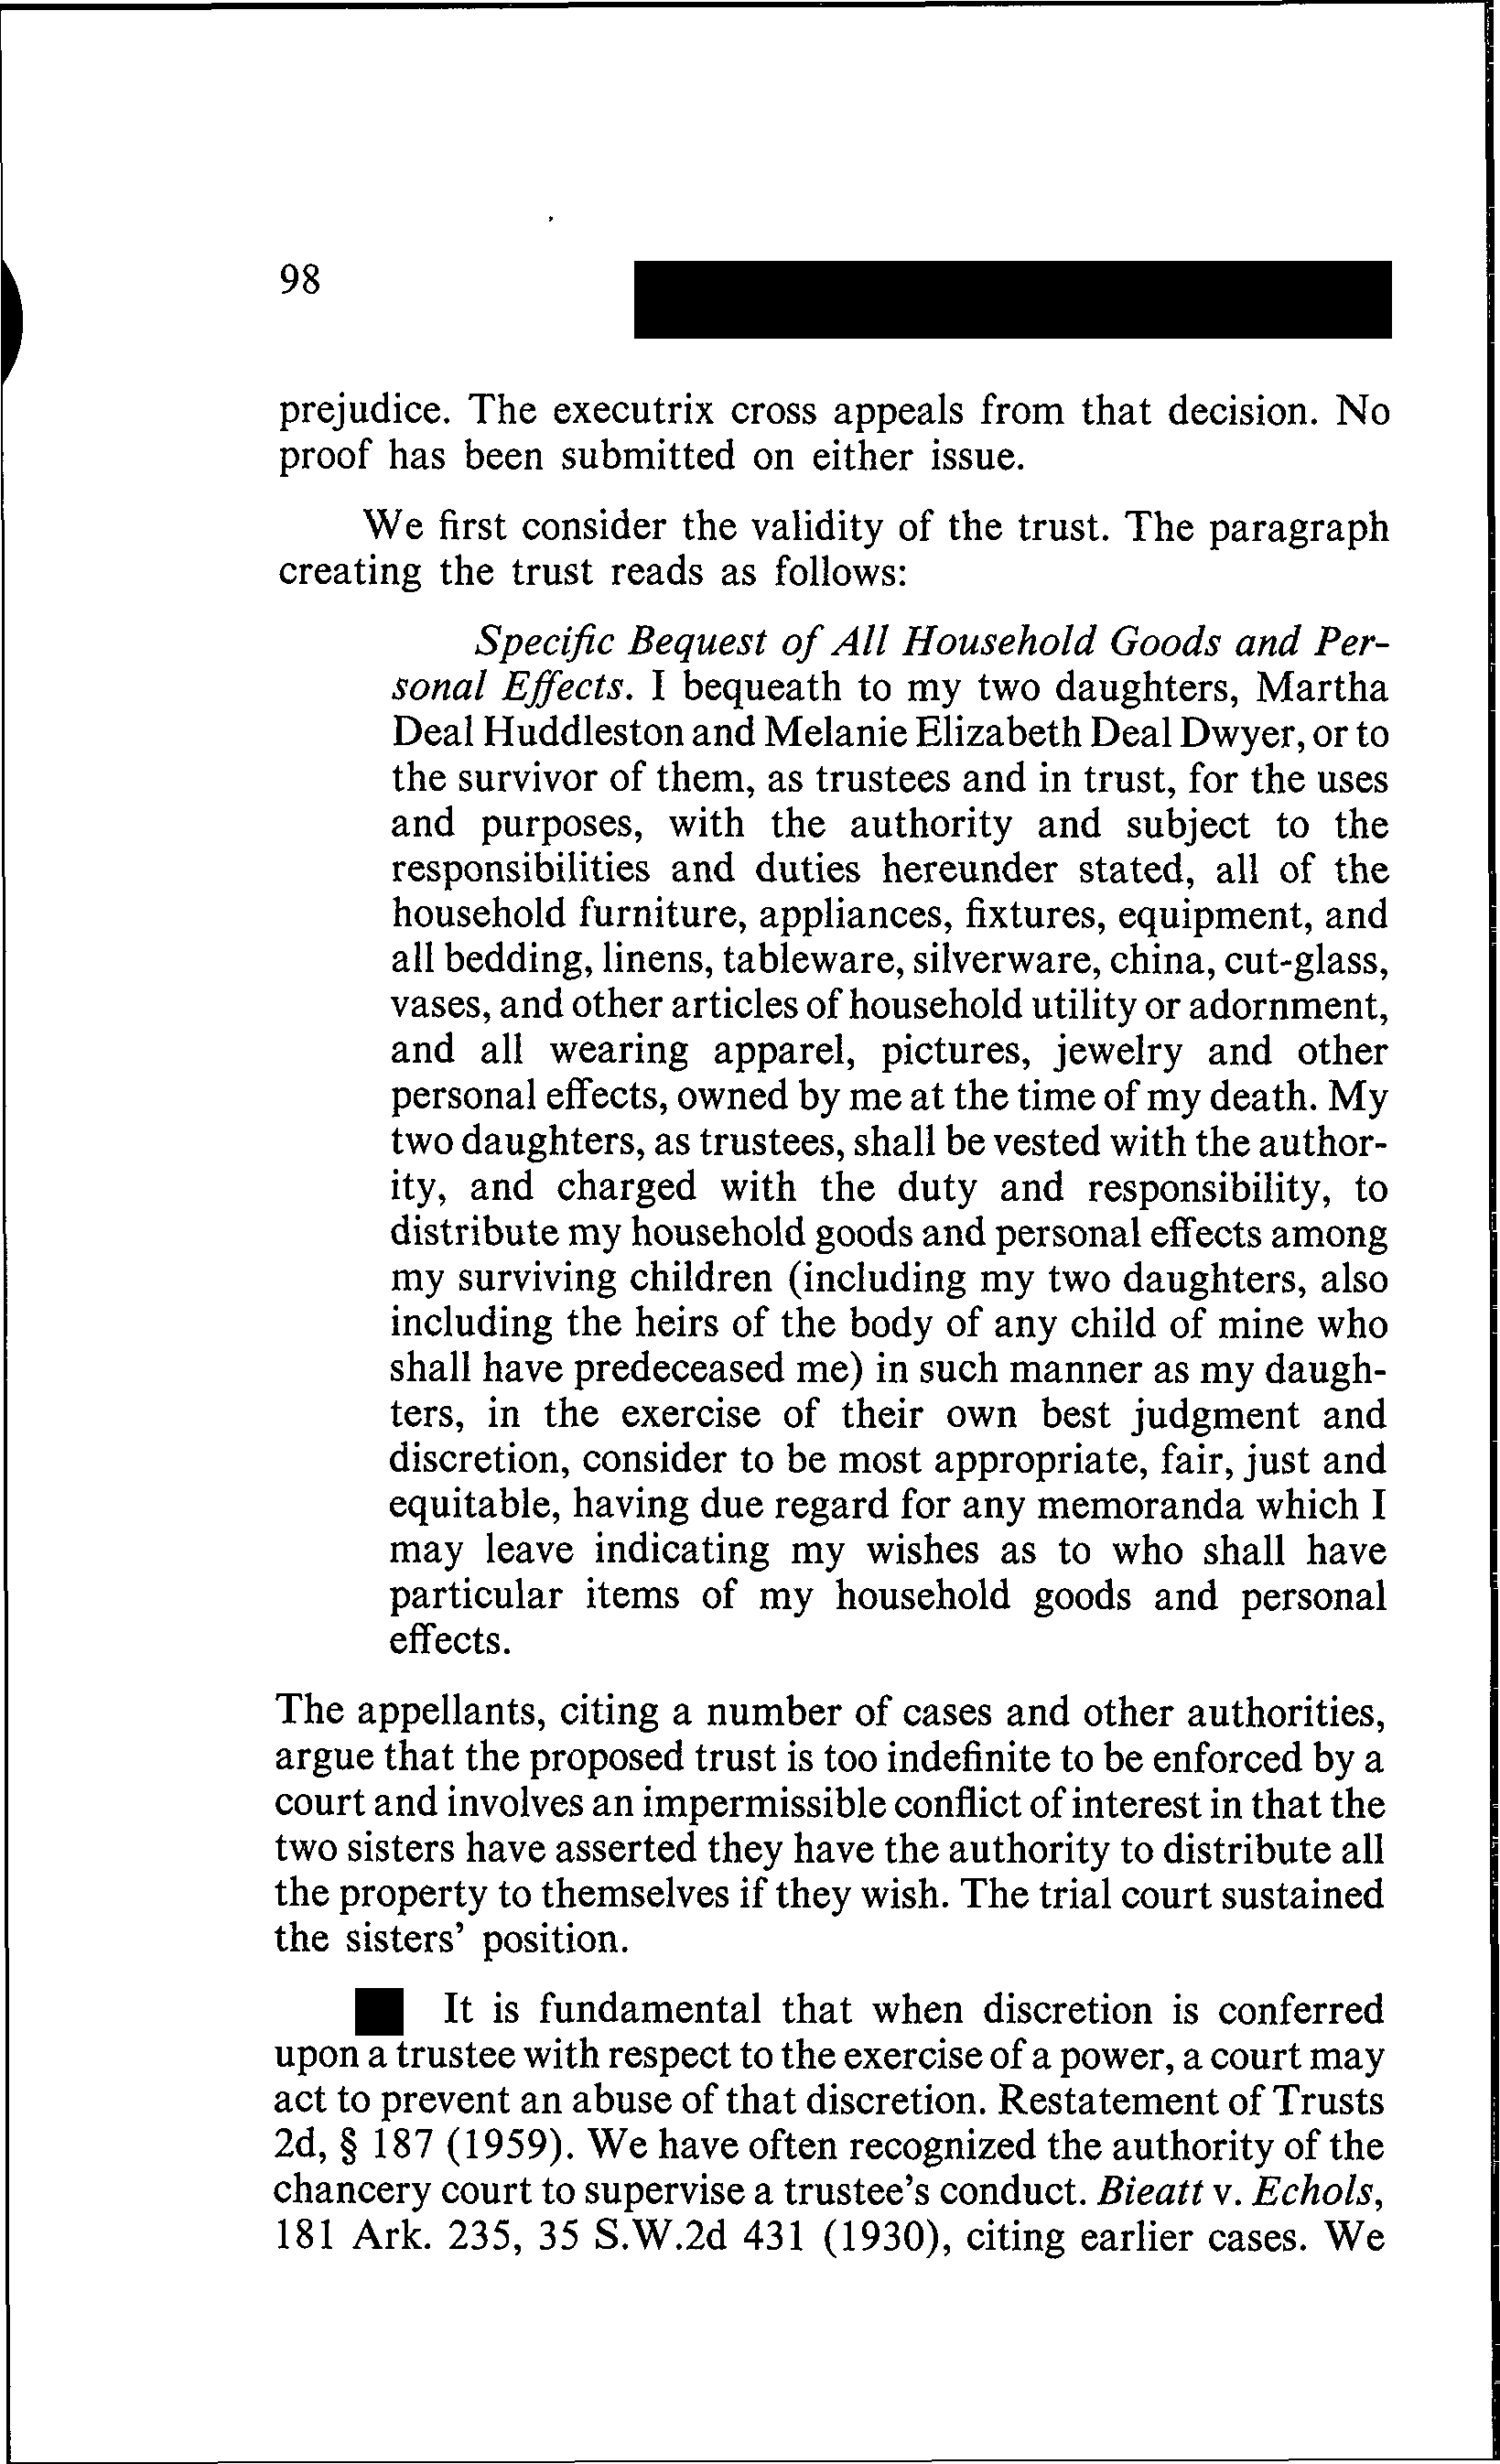 98
prejudice. The executrix cross appeals from that decision. No
proof has been submitted on either issue.
We first consider the validity of the trust. The paragraph
creating the trust reads as follows:
Specific Bequest of All Household Goods and Per-
sonal Effects. I bequeath to my two daughters, Martha
Deal Huddleston and Melanie Elizabeth Deal Dwyer, or to
the survivor of them, as trustees and in trust, for the uses
and purposes, with the authority and subject to the
responsibilities and duties hereunder stated, all of the
household furniture, appliances, fixtures, equipment, and
all bedding, linens, tableware, silverware, china, cut-glass,
vases, and other articles of household utility or adornment,
and all wearing apparel, pictures, jewelry and other
personal effects, owned by me at the time of my death. My
two daughters, as trustees, shall be vested with the author-
ity, and charged with the duty and responsibility, to
distribute my household goods and personal effects among
my surviving children (including my two daughters, also
including the heirs of the body of any child of mine who
shall have predeceased me) in such manner as my daugh-
ters, in the exercise of their own best judgment and
discretion, consider to be most appropriate, fair, just and
equitable, having due regard for any memoranda which I
may leave indicating my wishes as to who shall have
particular items of my household goods and personal
effects.
The appellants, citing a number of cases and other authorities,
argue that the proposed trust is too indefinite to be enforced by a
court and involves an impermissible conflict of interest in that the
two sisters have asserted they have the authority to distribute all
the property to themselves if they wish. The trial court sustained
the sisters' position.
It is fundamental that when discretion is conferred
upon a trustee with respect to the exercise of a power, a court may
act to prevent an abuse of that discretion. Restatement of Trusts
2d, § 187 (1959). We have often recognized the authority of the
chancery court to supervise a trustee's conduct. Bieatt v. Echols,
181 Ark. 235, 35 S.W.2d 431 (1930), citing earlier cases. We